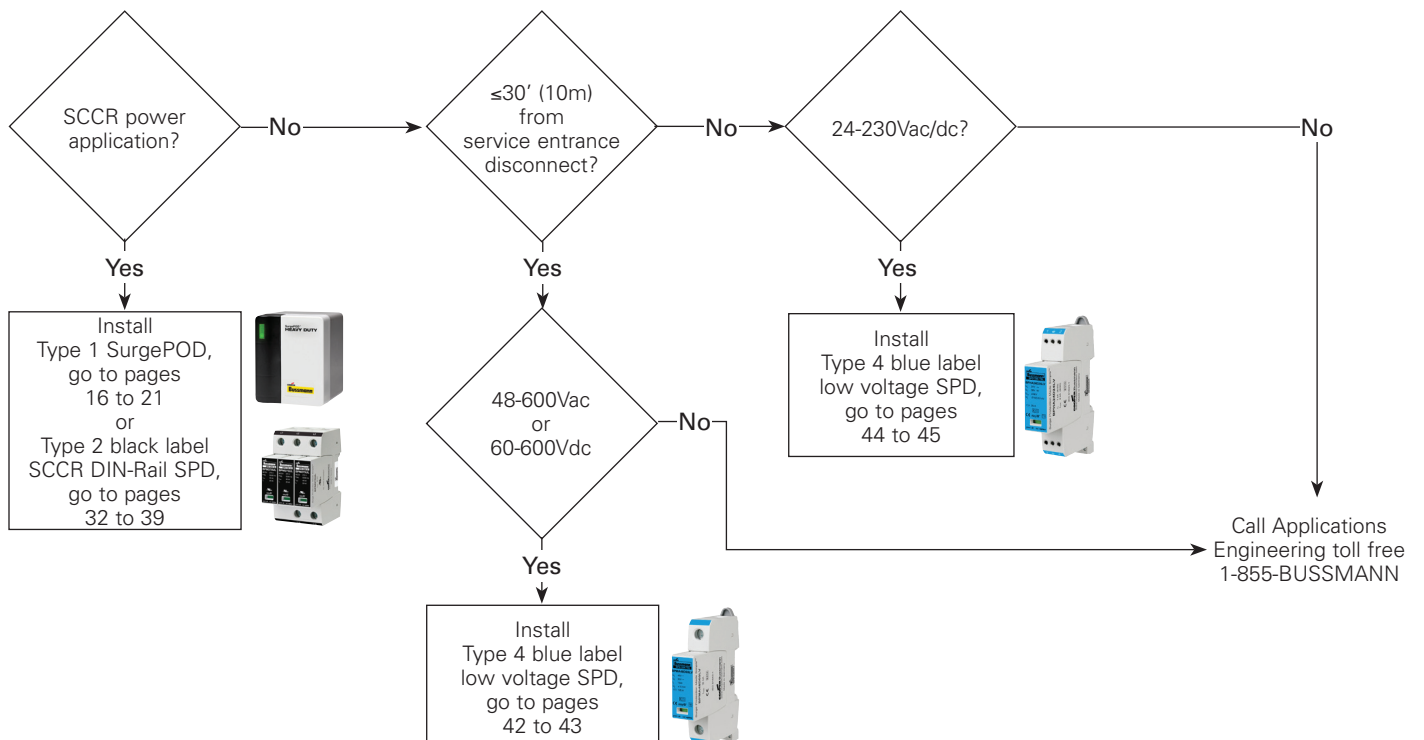 SCCR power
application?
No
≤30’ (10m)
from
service entrance
disconnect?
No
24-230Vac/dc?
No
Yes
Yes
Yes
Install
Type 1 SurgePOD,
go to pages
16 to 21
or
Type 2 black label
SCCR DIN-Rail SPD,
go to pages
32 to 39
SurgePOD
HEAVY DUTY
Bussmann
48-600Vac
or
60-600Vdc
No
Install
Type 4 blue label
low voltage SPD,
go to pages
44 to 45
Yes
Call Applications
Engineering toll free
1-855-BUSSMANN
Install
Type 4 blue label
low voltage SPD,
go to pages
42 to 43